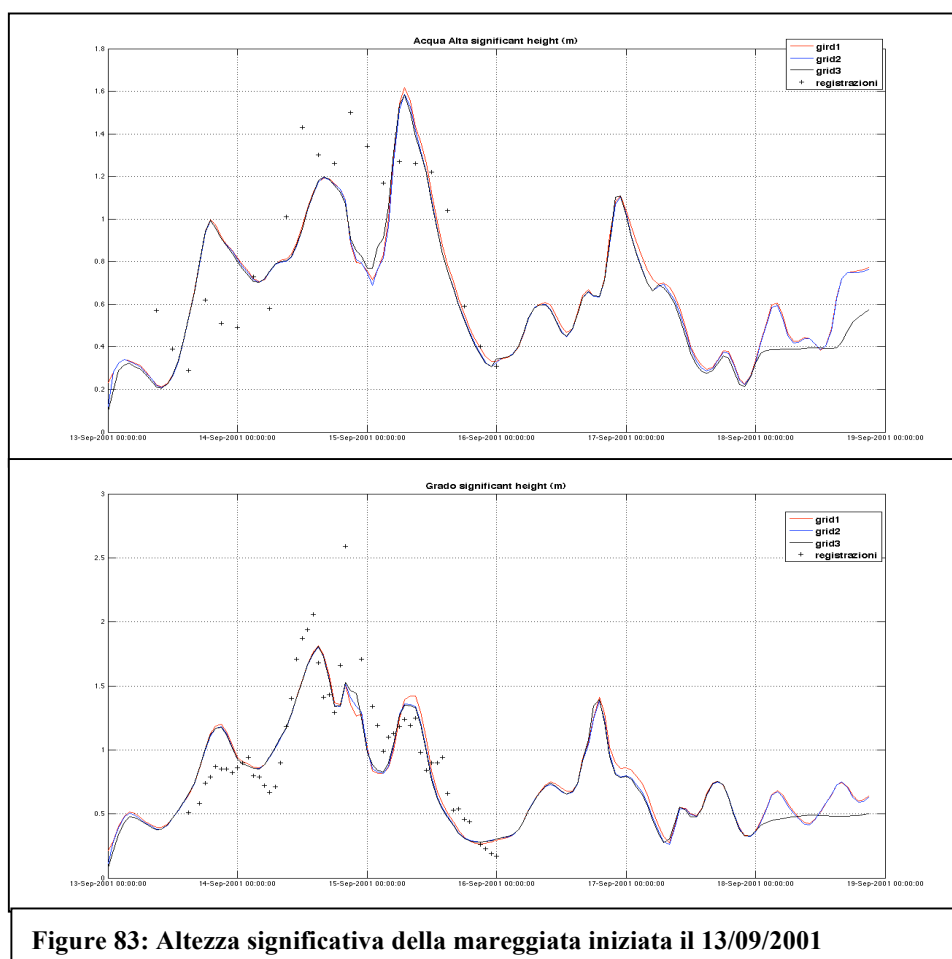 Acqua Alta significant height (m)
gird1
grid2
grid3
registrazioni
1.8
1.6
1.4
1.2
1
0.8
0.6
0.4
0.2
0
13-Sep-2001 00:00:00
14-Sep-2001 00:00:00
15-Sep-2001 00:00:00
16-Sep-2001 00:00:00
17-Sep-2001 00:00:00
18-Sep-2001 00:00:00
19-Sep-2001 00:00:00
Grado significant height (m)
grid1
grid2
grid3
registrazioni
3
2.5
2
1.5
1
0.5
0
13-Sep-2001 00:00:00
14-Sep-2001 00:00:00
15-Sep-2001 00:00:00
16-Sep-2001 00:00:00
17-Sep-2001 00:00:00
18-Sep-2001 00:00:00
19-Sep-2001 00:00:00
Figure 83: Altezza significativa della mareggiata iniziata il 13/09/2001